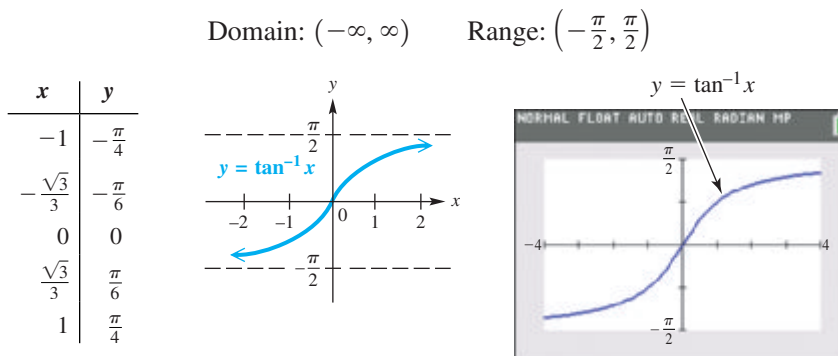 Domain: (−∞, ∞)    Range: (−π/2, π/2)
x    y
−1    −π/4
−√3/3    −π/6
0    0
√3/3    π/6
1    π/4
y
π/2
y = tan⁻¹ x
x
−2    −1    0    1    2
−π/2
y = tan⁻¹ x
NORMAL FLOAT AUTO REAL RADIAN MP
π/2
−4    4
−π/2